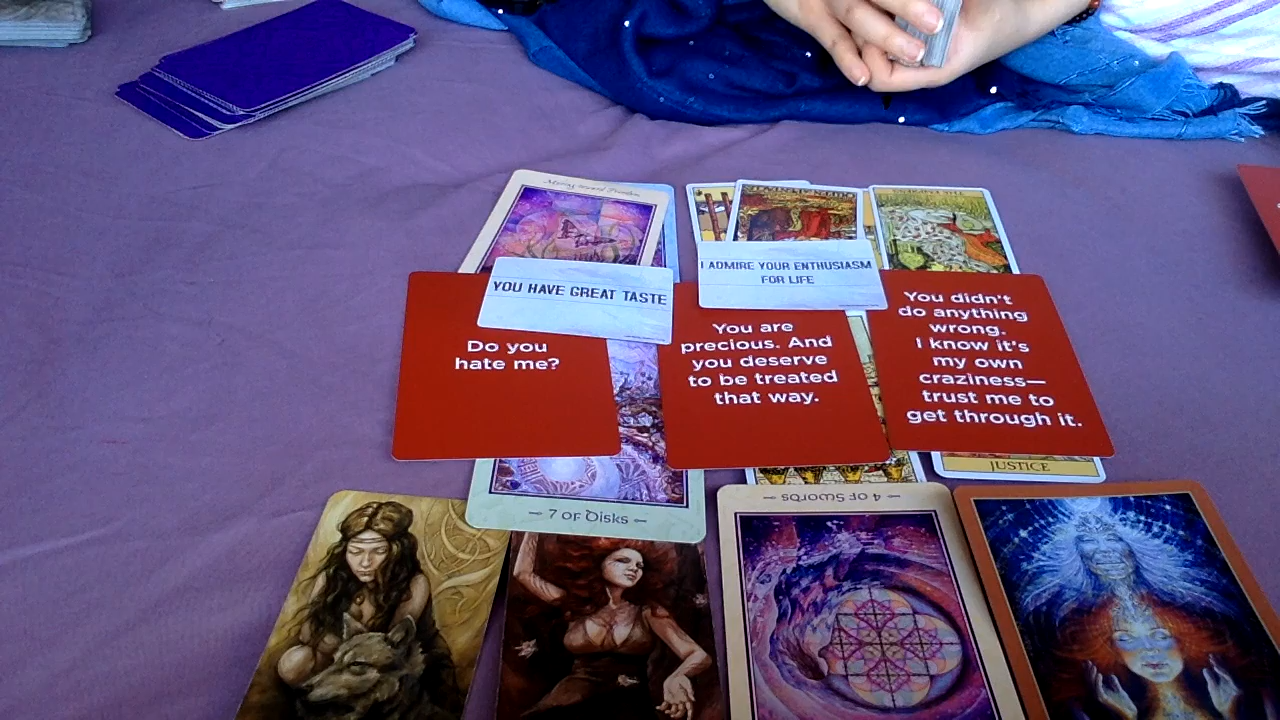 YOU HAVE GREAT TASTE
I ADMIRE YOUR ENTHUSIASM
FOR LIFE
Do you
hate me?
You are
precious. And
you deserve
to be treated
that way.
You didn't
do anything
wrong.
I know it's
my own
craziness—
trust me to
get through it.
JUSTICE
7 OF DISKS
4 OF SWORDS